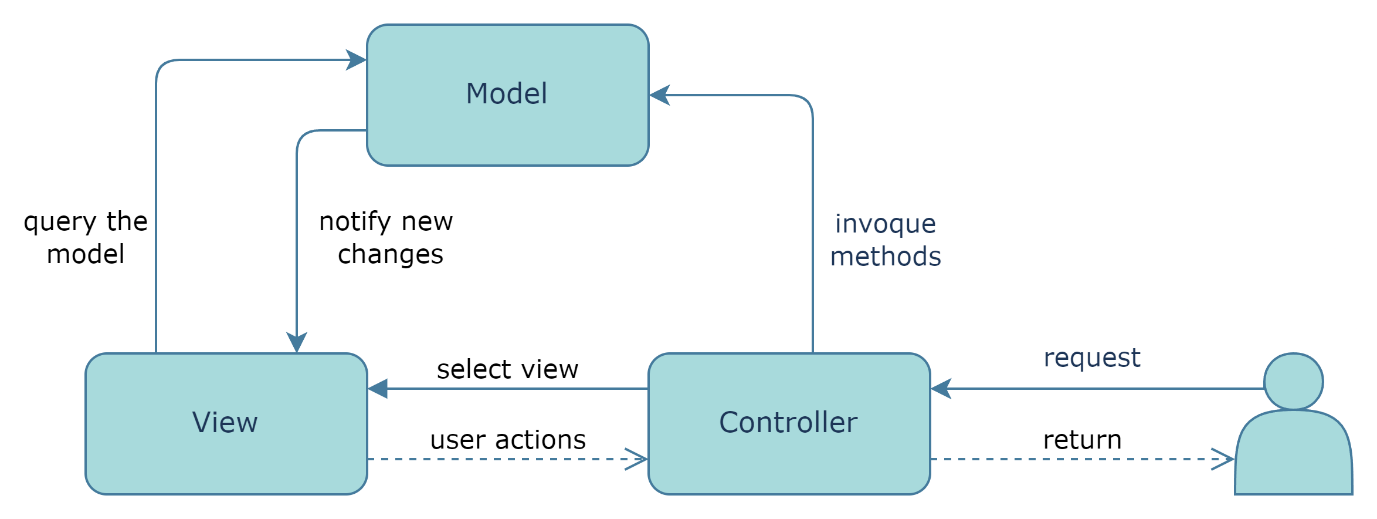 Model
query the
model
notify new
changes
invoque
methods
View
select view
user actions
Controller
request
return